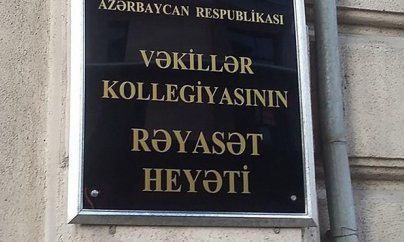 AZƏRBAYCAN RESPUBLİKASI
VƏKİLLƏR
KOLLEGİYASININ
RƏYASƏT
HEYƏTİ